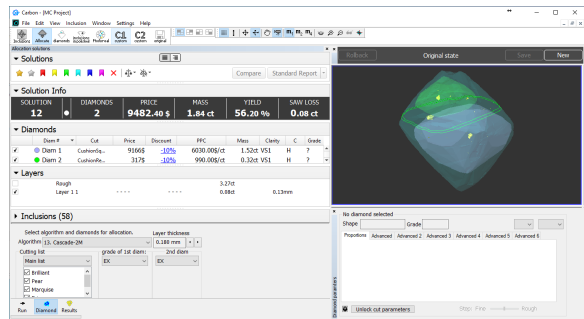 Carbon - [MC Project]
File Edit View Inclusion Window Settings Help
Inclusions Allocate diamonds Preformed C1 custom C2 custom original
m1 m2 m3
Allocation solutions
Solutions
Compare Standard Report
Solution Info
SOLUTION DIAMONDS PRICE MASS YIELD SAW LOSS
12 2 9482.40 $ 1.84 ct 56.20 % 0.08 ct
Diamonds
Diam # Cut Price Discount PPC Mass Clarity C Grade
Diam 1 CushionSq... 9166$ -10% 6030.00$/ct 1.52ct VS1 H ?
Diam 2 CushionRe... 317$ -10% 990.00$/ct 0.32ct VS1 H ?
Layers
Rough 3.27ct
Layer 1 1 - - - - - - - - 0.08ct 0.13mm
Inclusions (58)
Select algorithm and diamonds for allocation. Layer thickness
Algorithm 13. Cascade-2M 0.180 mm
Cutting list grade of 1st diam: 2nd diam
Main list EX EX
Brilliant
Pear
Marquise
Run Diamond Results
Rollback Original state Save New
No diamond selected
Shape Grade
Proportions Advanced Advanced 2 Advanced 3 Advanced 4 Advanced 5 Advanced 6
Diamond parameters
Unlock cut parameters Step Fine Rough